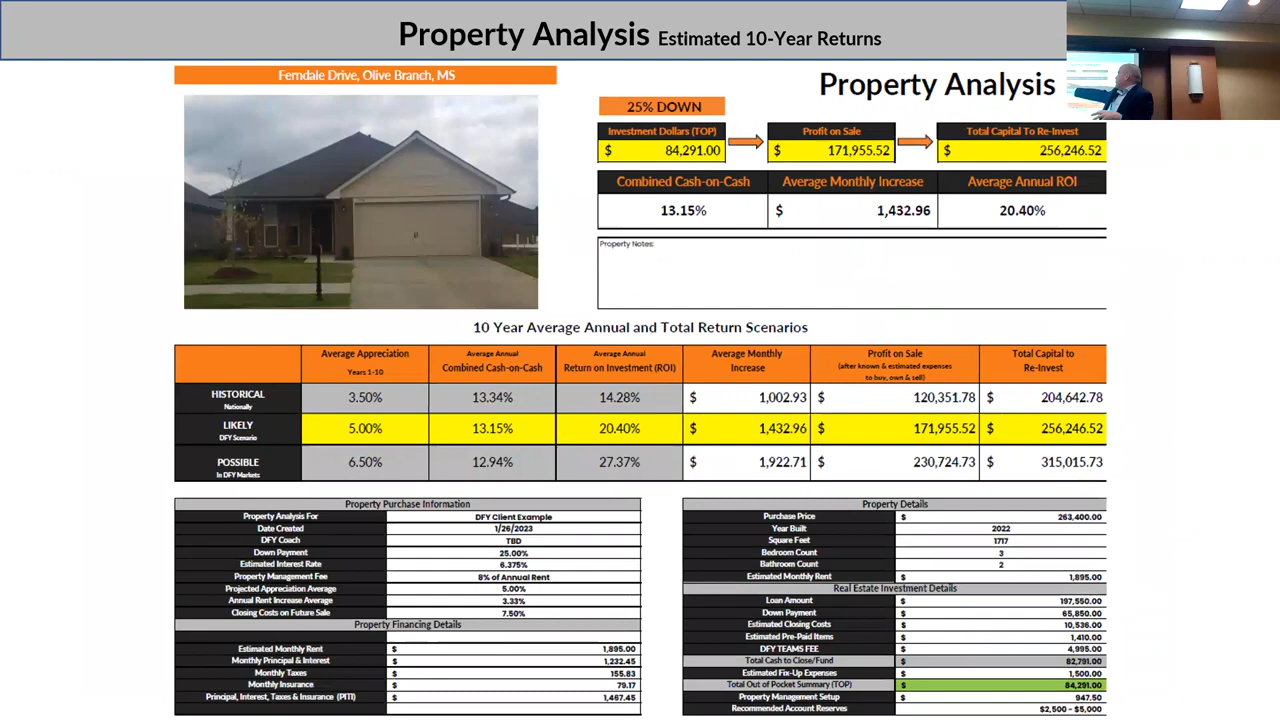 Property Analysis Estimated 10-Year Returns
Ferndale Drive, Olive Branch, MS
Property Analysis
25% DOWN
Investment Dollars (TOP) Profit on Sale Total Capital To Re-Invest
$ 84,291.00 $ 171,955.52 $ 256,246.52
Combined Cash-on-Cash Average Monthly Increase Average Annual ROI
13.15% $ 1,432.96 20.40%
Property Notes:
10 Year Average Annual and Total Return Scenarios
Average Appreciation Average Annual Average Annual Average Monthly Profit on Sale Total Capital to
Years 1-10 Combined Cash-on-Cash Return on Investment (ROI) Increase (after known & estimated expenses Re-Invest
to buy, own & sell)
HISTORICAL 3.50% 13.34% 14.28% $ 1,002.93 $ 120,351.78 $ 204,642.78
Nationally
LIKELY 5.00% 13.15% 20.40% $ 1,432.96 $ 171,955.52 $ 256,246.52
DFY Scenario
POSSIBLE 6.50% 12.94% 27.37% $ 1,922.71 $ 230,724.73 $ 315,015.73
In DFY Markets
Property Purchase Information
Property Analysis For DFY Client Example
Date Created 1/26/2023
DFY Coach TBD
Down Payment 25.00%
Estimated Interest Rate 6.375%
Property Management Fee 8% of Annual Rent
Projected Appreciation Average 5.00%
Annual Rent Increase Average 3.33%
Closing Costs on Future Sale 7.50%
Property Financing Details
Estimated Monthly Rent $ 1,895.00
Monthly Principal & Interest $ 1,232.45
Monthly Taxes $ 155.83
Monthly Insurance $ 79.17
Principal, Interest, Taxes & Insurance (PITI) $ 1,467.45
Property Details
Purchase Price $ 263,400.00
Year Built 2022
Square Feet 1717
Bedroom Count 3
Bathroom Count 2
Estimated Monthly Rent $ 1,895.00
Real Estate Investment Details
Loan Amount $ 197,550.00
Down Payment $ 65,850.00
Estimated Closing Costs $ 10,536.00
Estimated Pre-Paid Items $ 1,410.00
DFY TEAMS FEE $ 4,995.00
Total Cash to Close/Fund $ 82,791.00
Estimated Fix-Up Expenses $ 1,500.00
Total Out of Pocket Summary (TOP) $ 84,291.00
Property Management Setup $ 947.50
Recommended Account Reserves $2,500 - $5,000